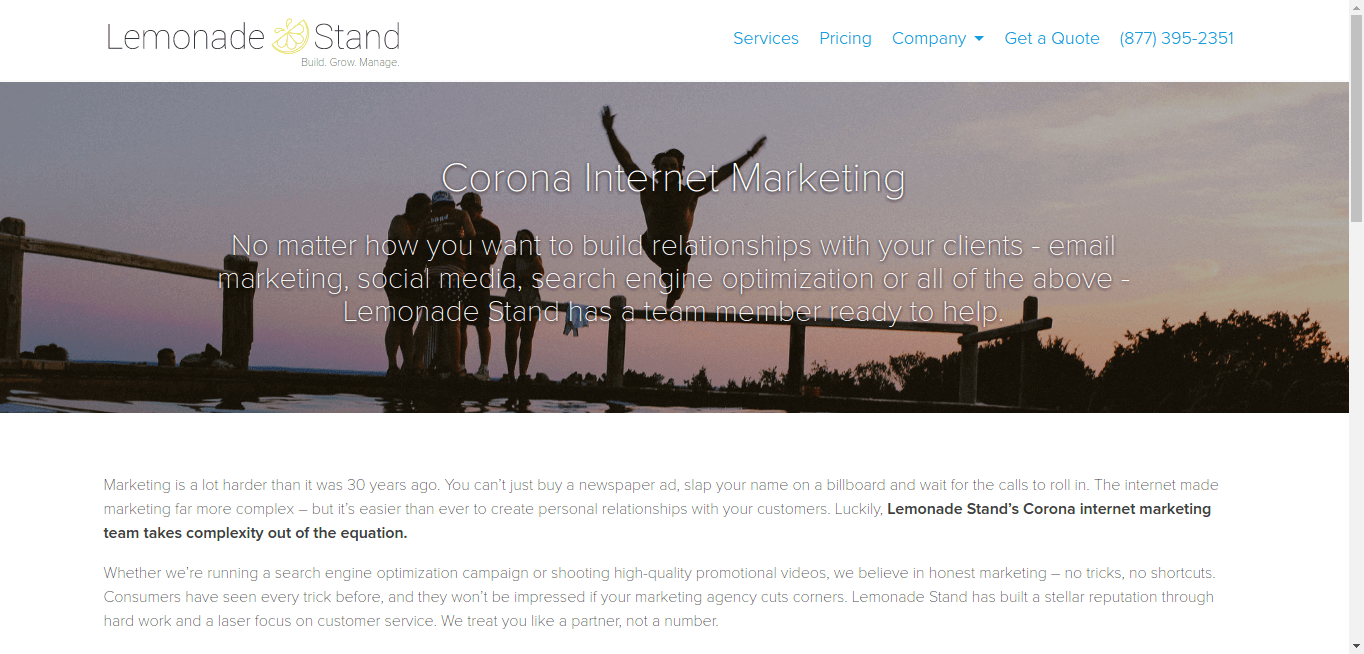 Lemonade Stand
Build. Grow. Manage.
Services Pricing Company Get a Quote (877) 395-2351
Corona Internet Marketing
No matter how you want to build relationships with your clients - email
marketing, social media, search engine optimization or all of the above -
Lemonade Stand has a team member ready to help.
Marketing is a lot harder than it was 30 years ago. You can’t just buy a newspaper ad, slap your name on a billboard and wait for the calls to roll in. The internet made
marketing far more complex – but it’s easier than ever to create personal relationships with your customers. Luckily, Lemonade Stand’s Corona internet marketing
team takes complexity out of the equation.
Whether we’re running a search engine optimization campaign or shooting high-quality promotional videos, we believe in honest marketing – no tricks, no shortcuts.
Consumers have seen every trick before, and they won’t be impressed if your marketing agency cuts corners. Lemonade Stand has built a stellar reputation through
hard work and a laser focus on customer service. We treat you like a partner, not a number.